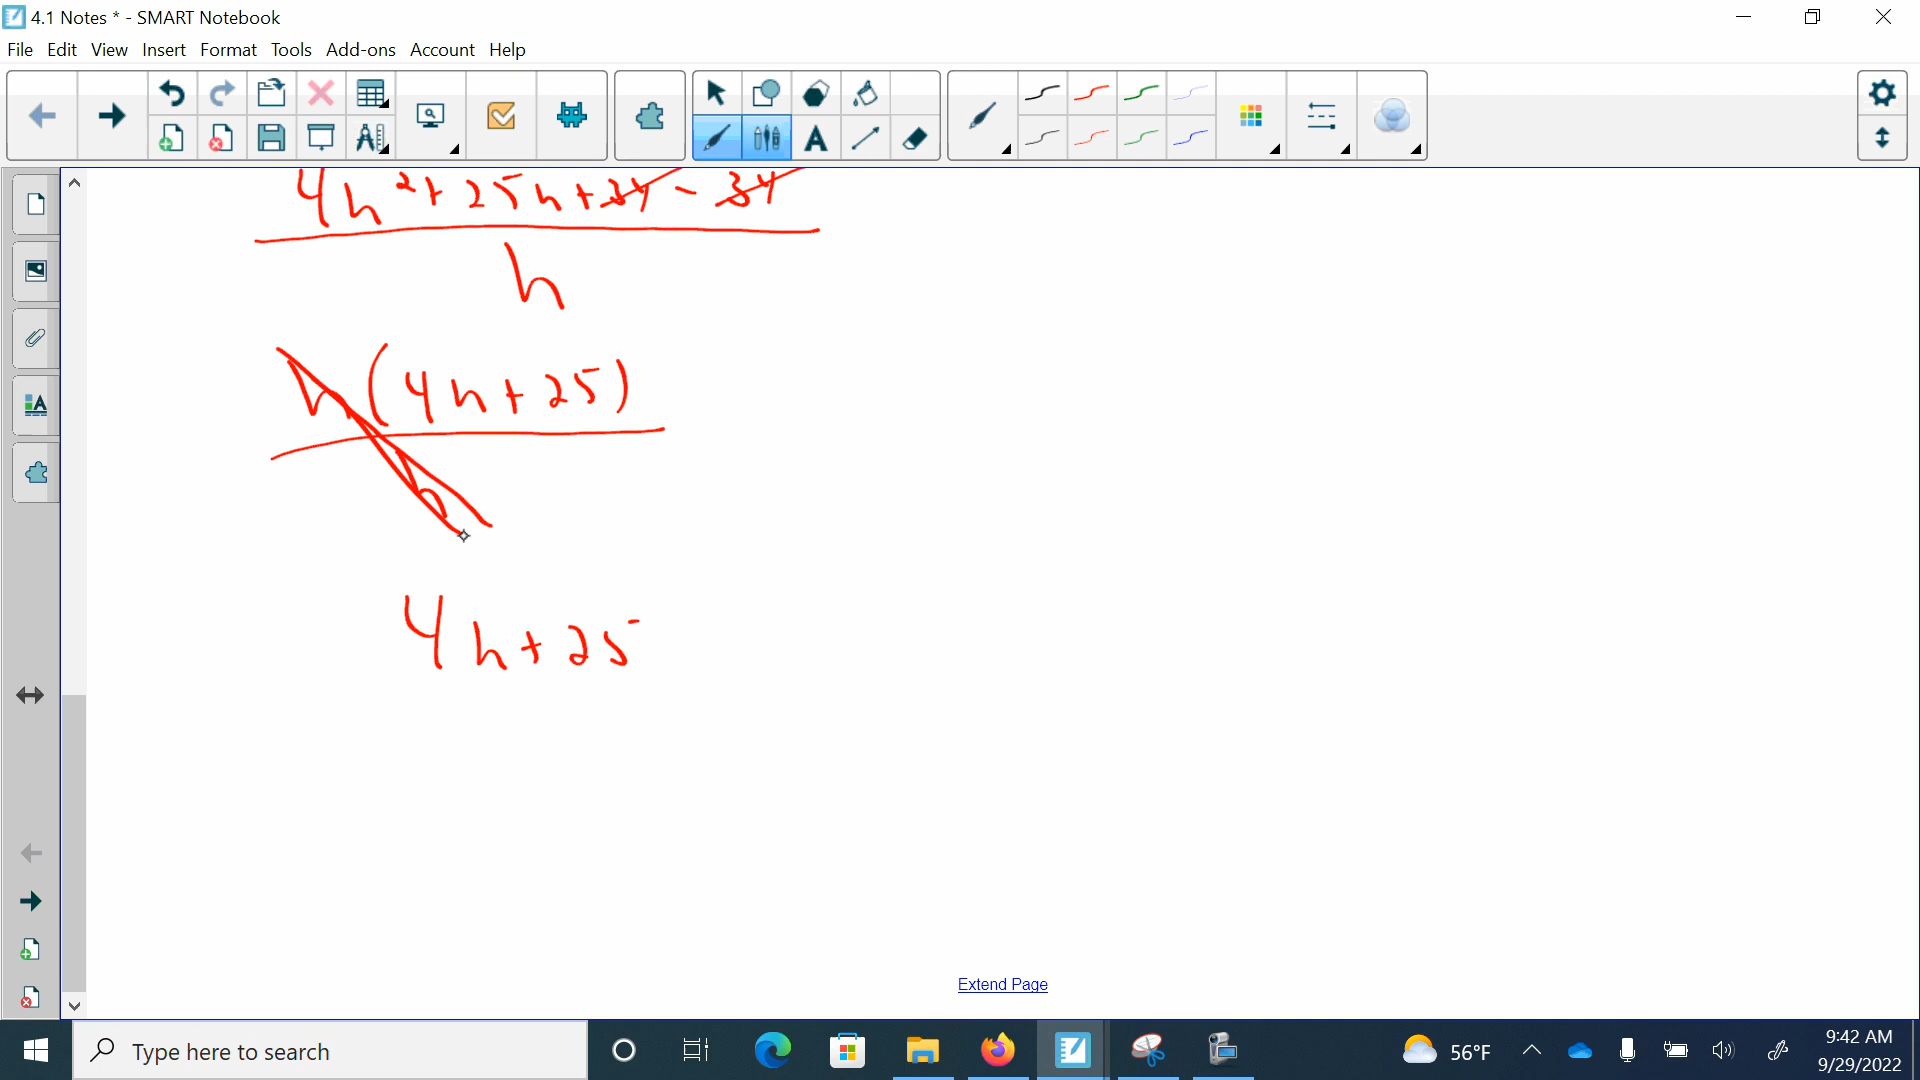 4.1 Notes * - SMART Notebook
File Edit View Insert Format Tools Add-ons Account Help
4h² + 25h + 34 - 34
h
h(4h + 25)
h
4h + 25
Extend Page
Type here to search
56°F
9:42 AM
9/29/2022